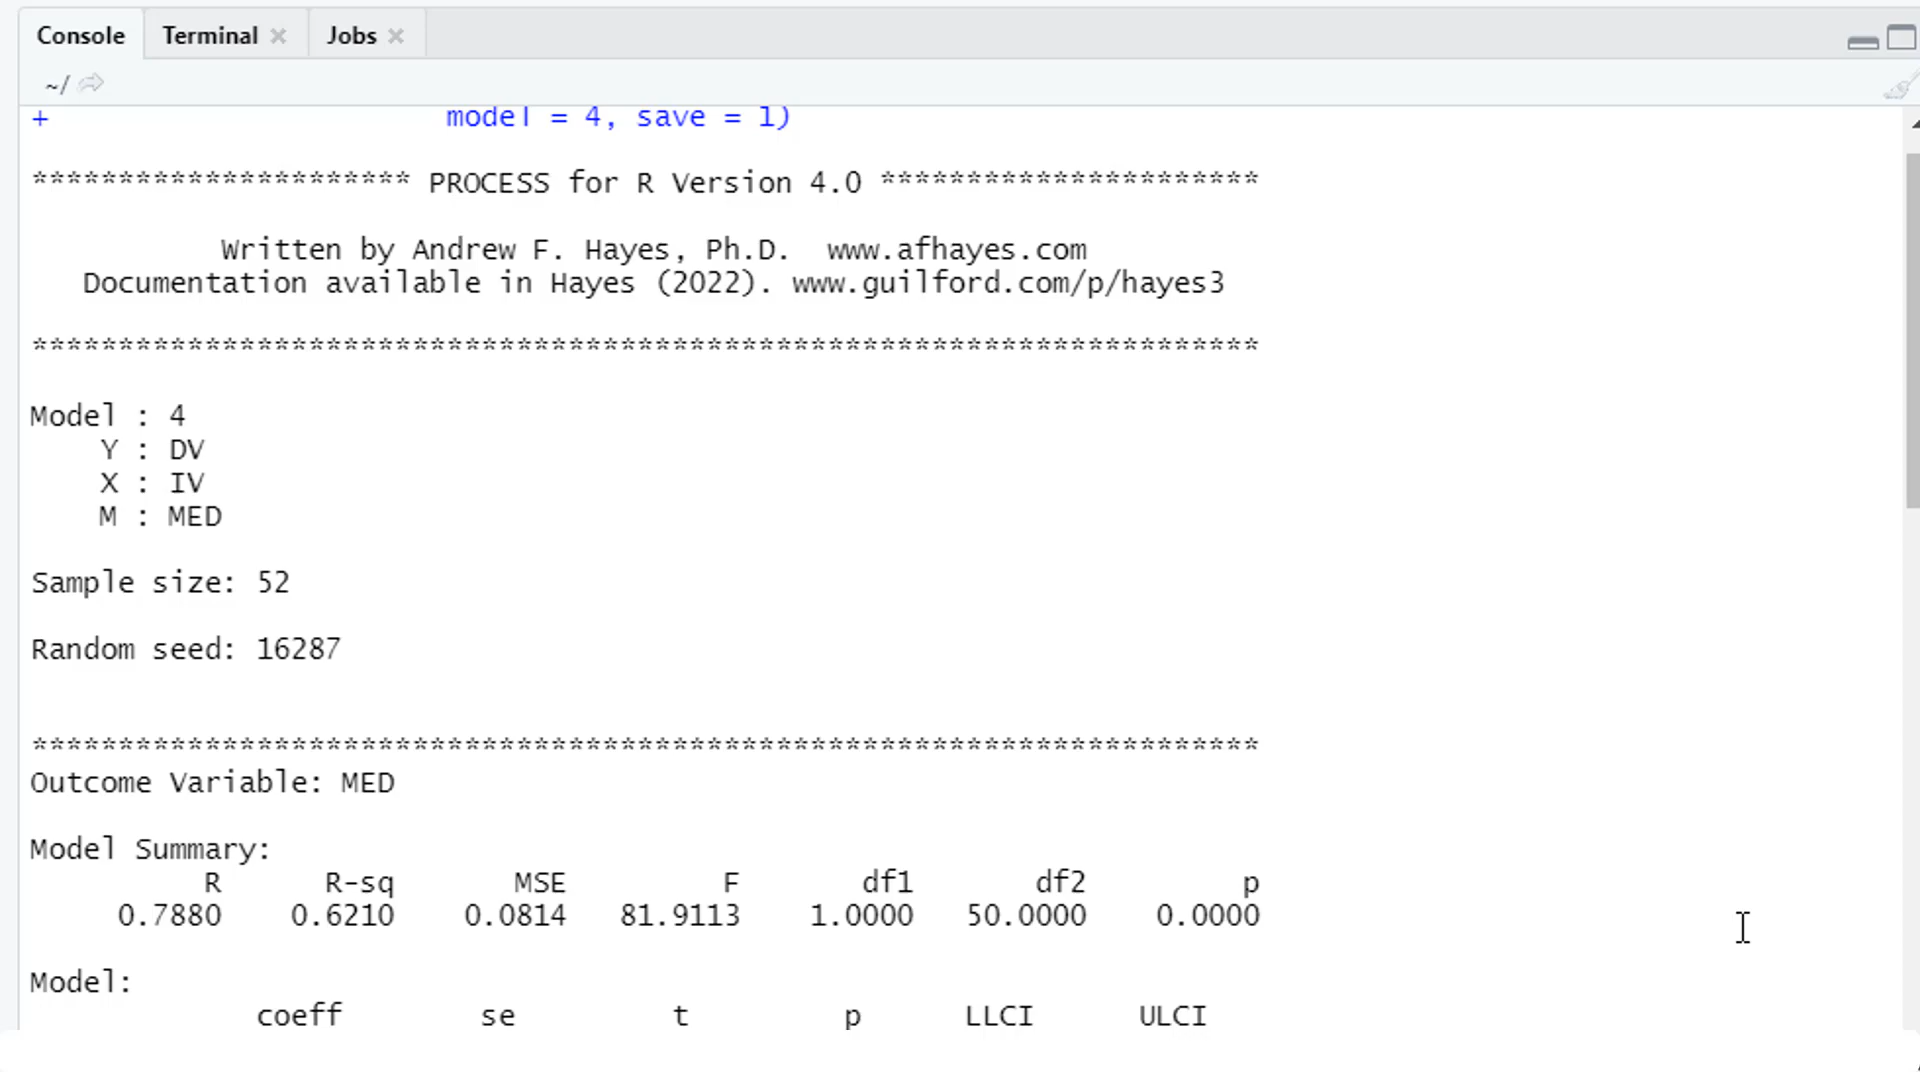 Console Terminal Jobs
~/
+ model = 4, save = 1)
********************** PROCESS for R Version 4.0 **********************
Written by Andrew F. Hayes, Ph.D. www.afhayes.com
Documentation available in Hayes (2022). www.guilford.com/p/hayes3
***********************************************************************
Model : 4
Y : DV
X : IV
M : MED
Sample size: 52
Random seed: 16287
***********************************************************************
Outcome Variable: MED
Model Summary:
R R-sq MSE F df1 df2 p
0.7880 0.6210 0.0814 81.9113 1.0000 50.0000 0.0000
Model:
coeff se t p LLCI ULCI